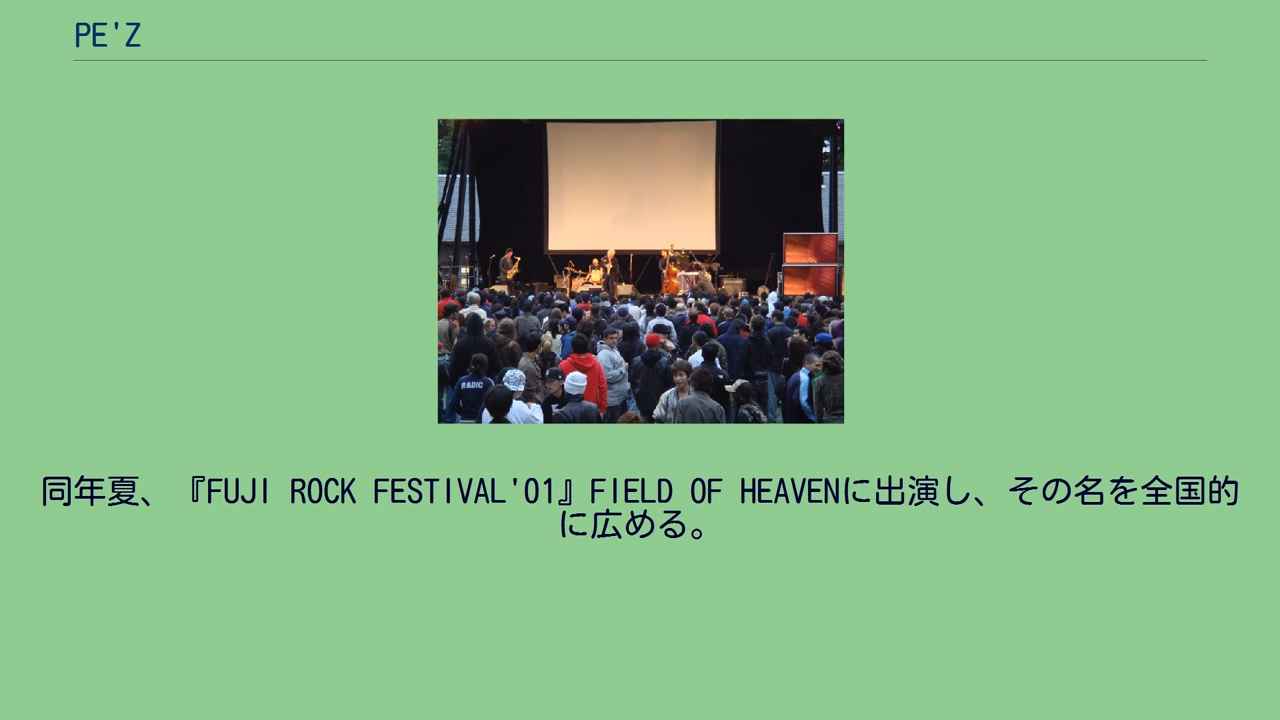 PE'Z
RADIC
同年夏、『FUJI ROCK FESTIVAL'01』FIELD OF HEAVENに出演し、その名を全国的
に広める。